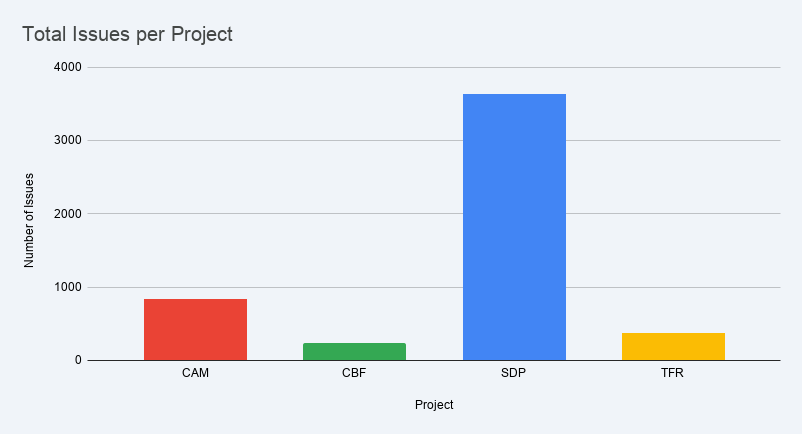 Total Issues per Project
4000
3000
2000
1000
0
Number of Issues
CAM
CBF
SDP
TFR
Project